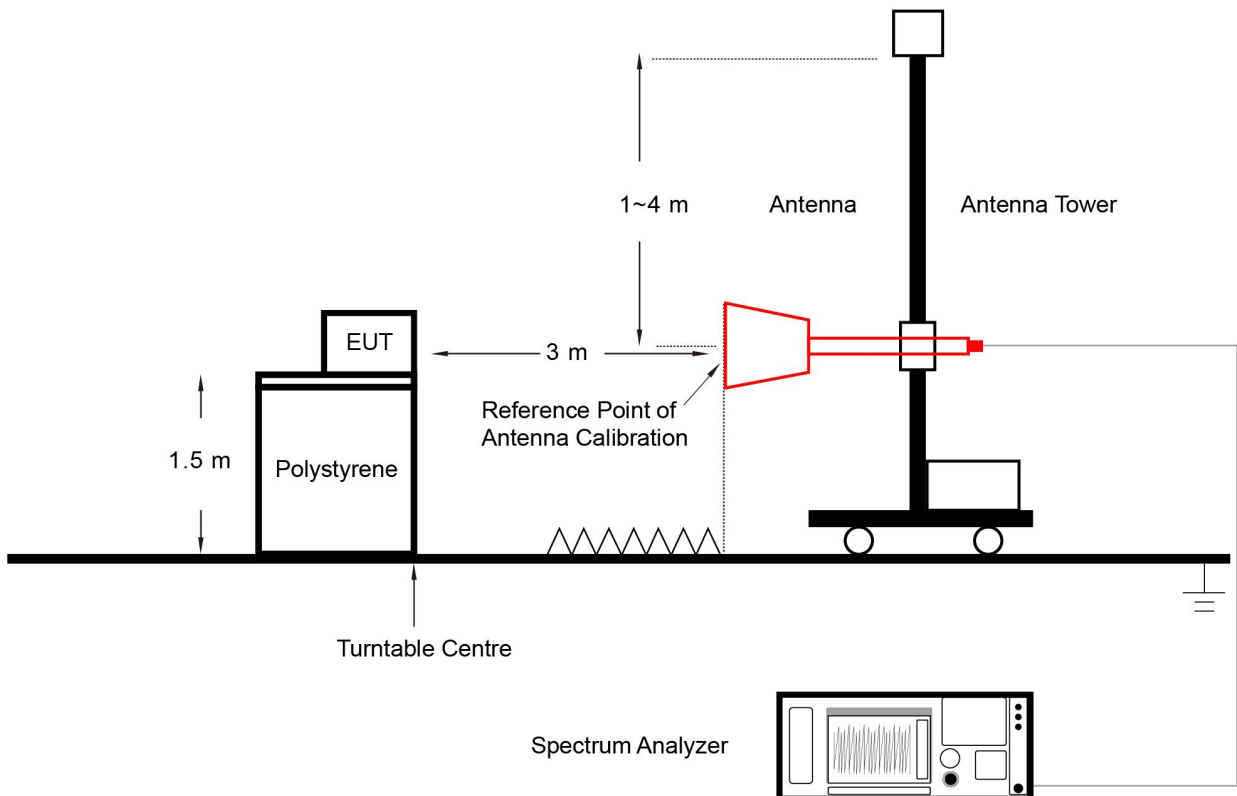 1~4 m
Antenna
Antenna Tower
EUT
3 m
Reference Point of
Antenna Calibration
1.5 m
Polystyrene
Turntable Centre
Spectrum Analyzer